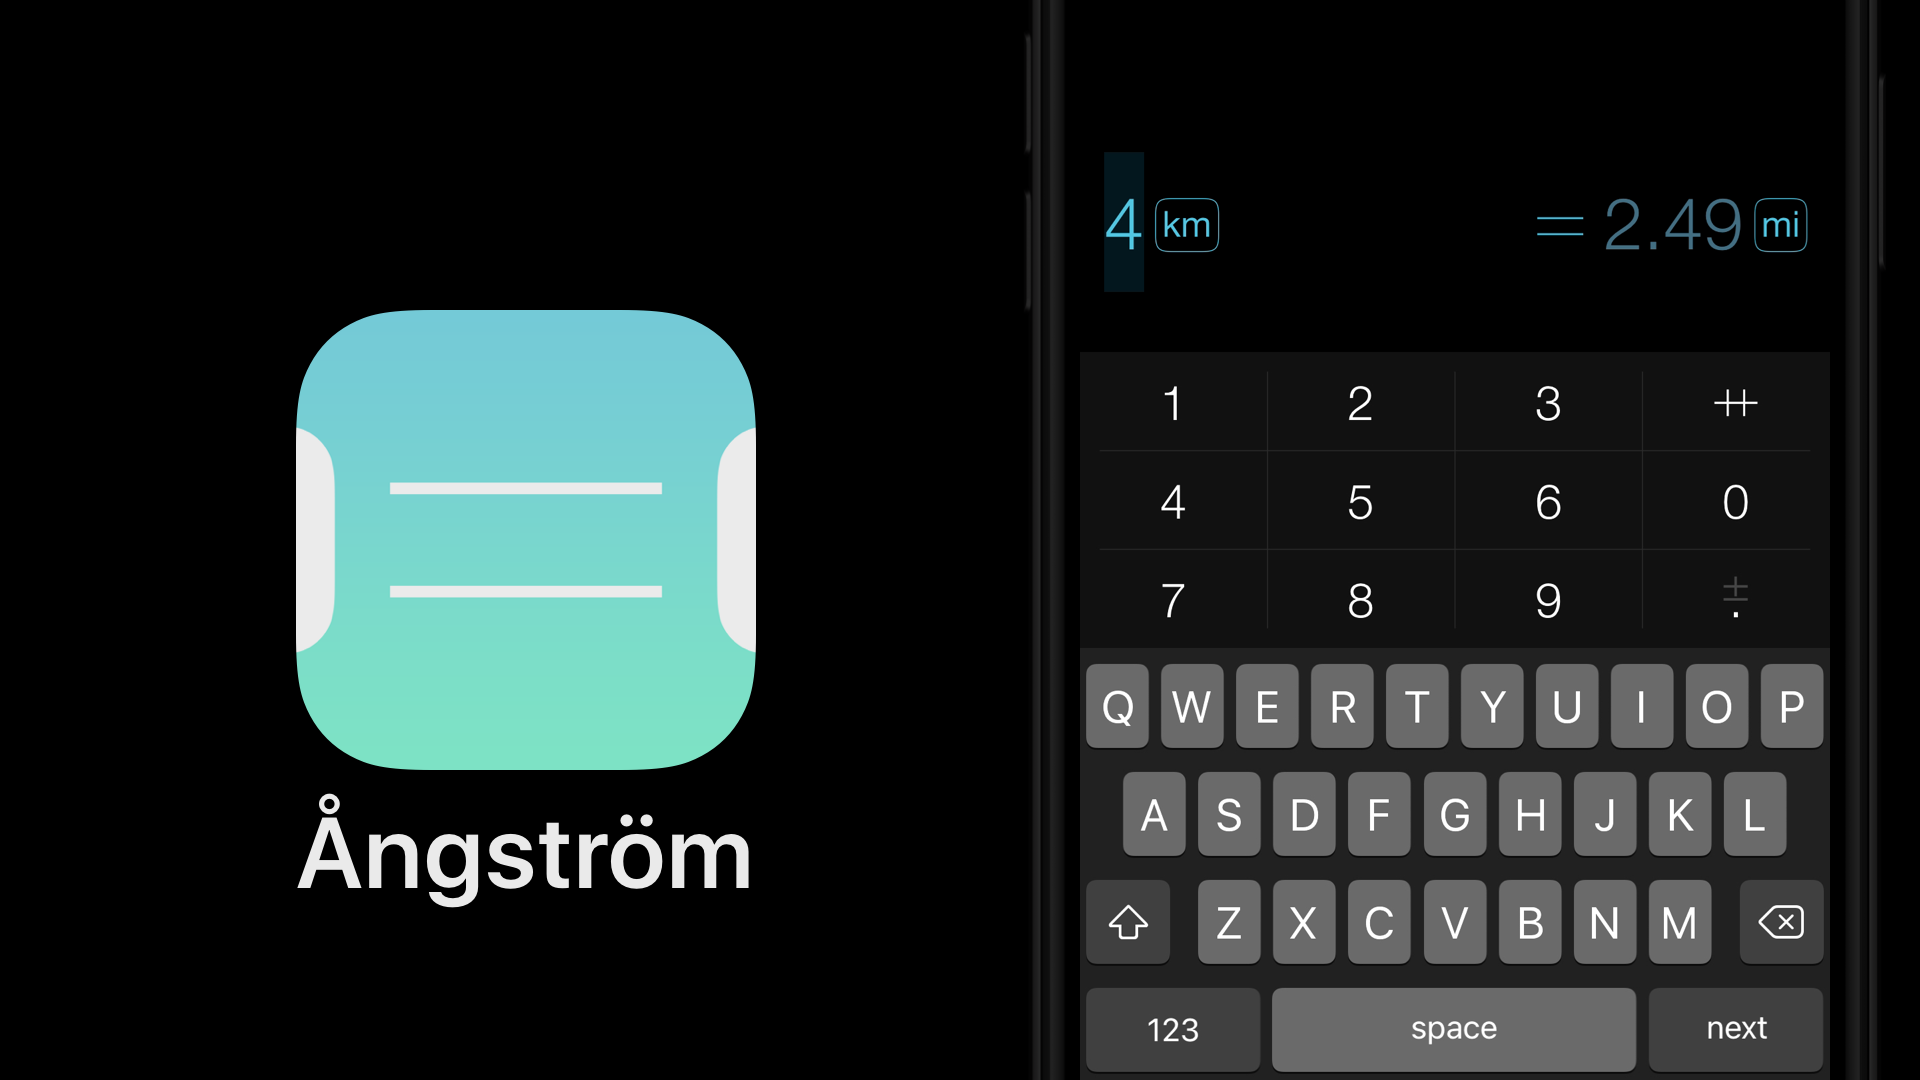 Ångström
4 km = 2.49 mi
1 2 3 ++
4 5 6 0
7 8 9 ± .
Q W E R T Y U I O P
A S D F G H J K L
Z X C V B N M
123 space next